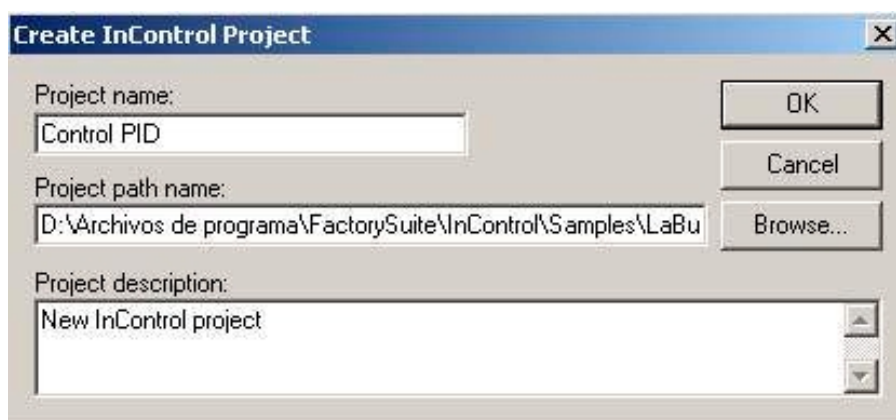 Create InControl Project
Project name:
Control PID
OK
Cancel
Project path name:
D:\Archivos de programa\FactorySuite\InControl\Samples\LaBu
Browse...
Project description:
New InControl project